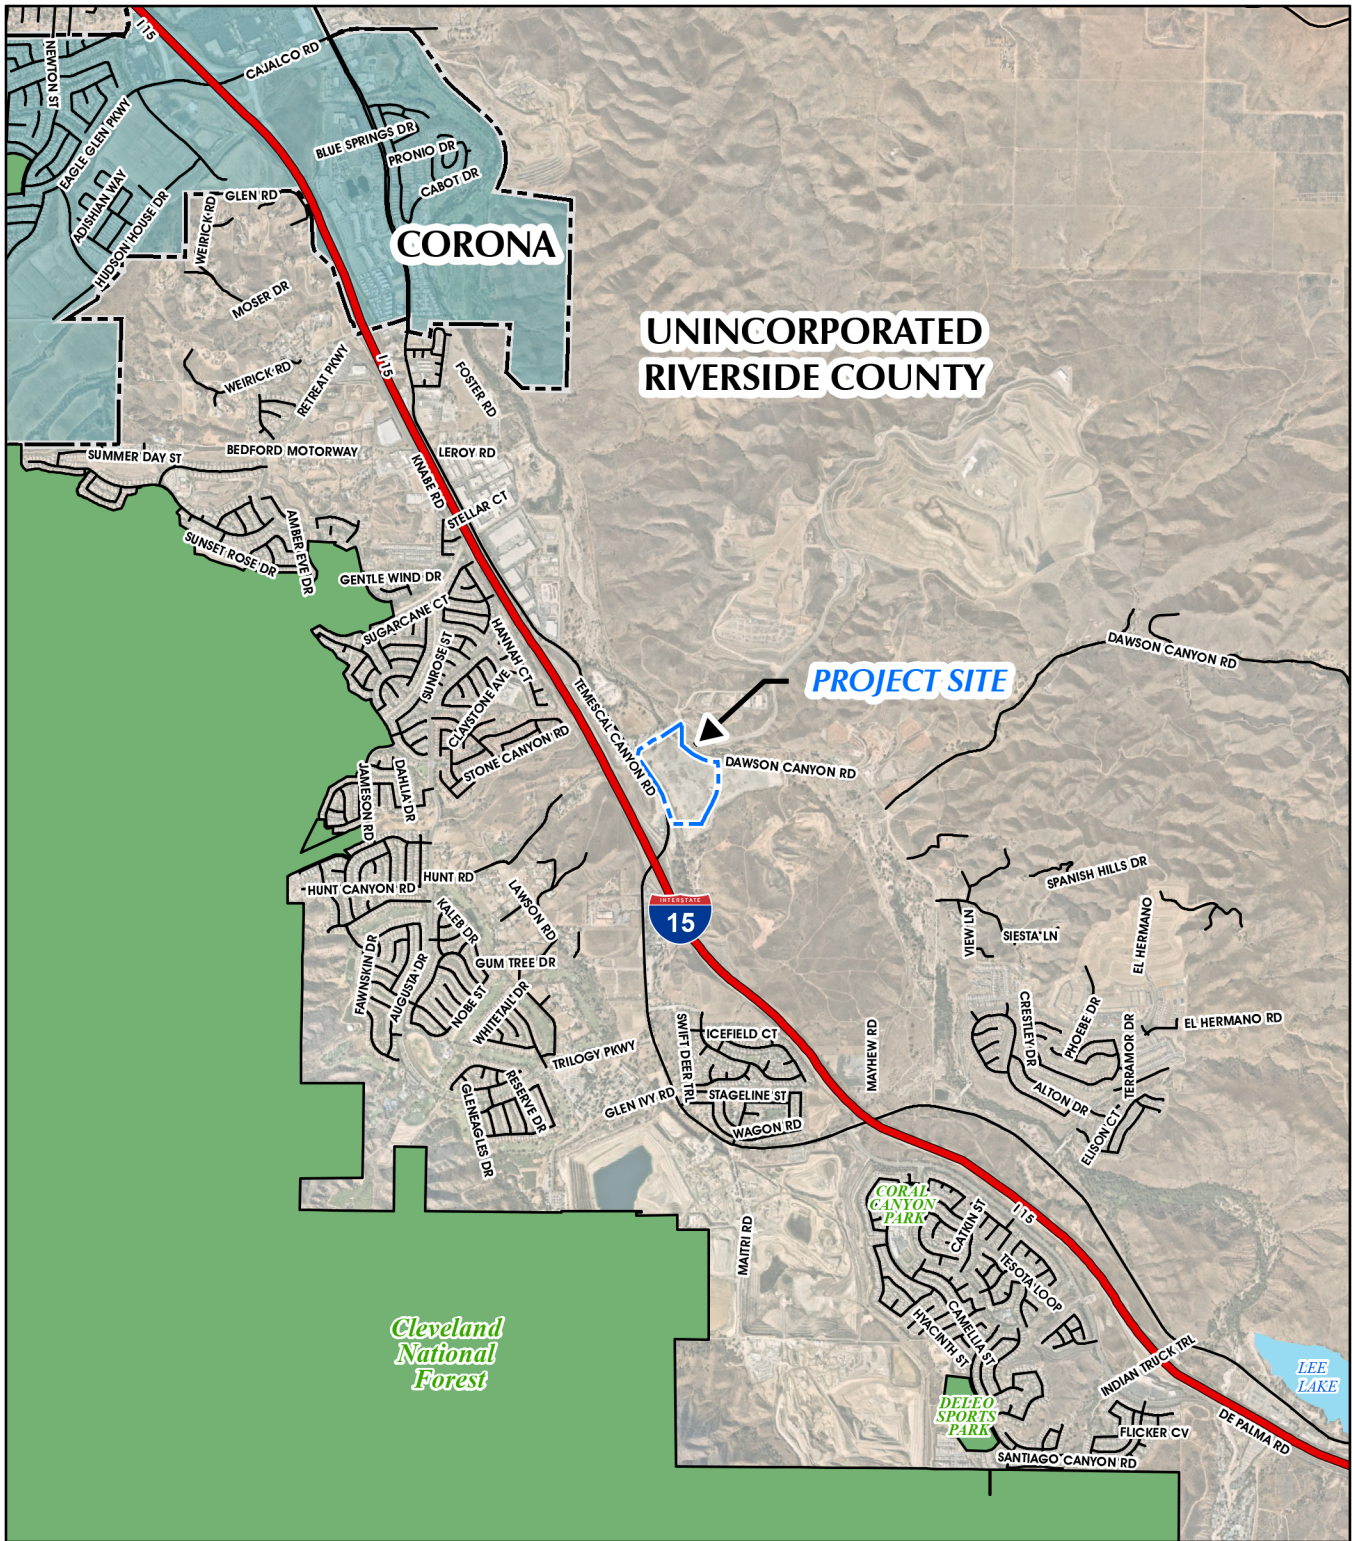 I 15
NEWTON ST
CAJALCO RD
EAGLE GLEN PKWY
BLUE SPRINGS DR
PRONIO DR
CABOT DR
ADISHIAN WAY
HUDSON HOUSE DR
WEIRICK RD
GLEN RD
CORONA
MOSER DR
UNINCORPORATED
RIVERSIDE COUNTY
I 15
WEIRICK RD
RETREAT PKWY
FOSTER RD
SUMMER DAY ST
BEDFORD MOTORWAY
LEROY RD
KNABE RD
STELLAR CT
AMBER EVE DR
SUNSET ROSE DR
GENTLE WIND DR
SUGARCANE CT
HANNAH CT
SUNROSE ST
CLAYSTONE AVE
STONE CANYON RD
TEMESCAL CANYON RD
PROJECT SITE
DAWSON CANYON RD
DAWSON CANYON RD
JAMESON RD
DAHLIA DR
HUNT CANYON RD
HUNT RD
LAWSON RD
KALEB DR
GUM TREE DR
FAWNSKIN DR
AUGUSTA DR
NOBE ST
WHITETAIL DR
INTERSTATE
15
SPANISH HILLS DR
VIEW LN
SIESTA LN
EL HERMANO
EL HERMANO RD
CRESTLEY DR
PHOEBE DR
TERRAMOR DR
ALTON DR
ELISON CT
MAYHEW RD
SWIFT DEER TRL
ICEFIELD CT
STAGELINE ST
WAGON RD
TRILOGY PKWY
GLEN IVY RD
RESERVE DR
GLENEAGLES DR
MAITRI RD
CORAL
CANYON
PARK
CATKIN ST
I 15
TESOTA LOOP
CAMELLIA ST
HYACINTH ST
Cleveland
National
Forest
DELEO
SPORTS
PARK
INDIAN TRUCK TRL
LEE
LAKE
DE PALMA RD
FLICKER CV
SANTIAGO CANYON RD